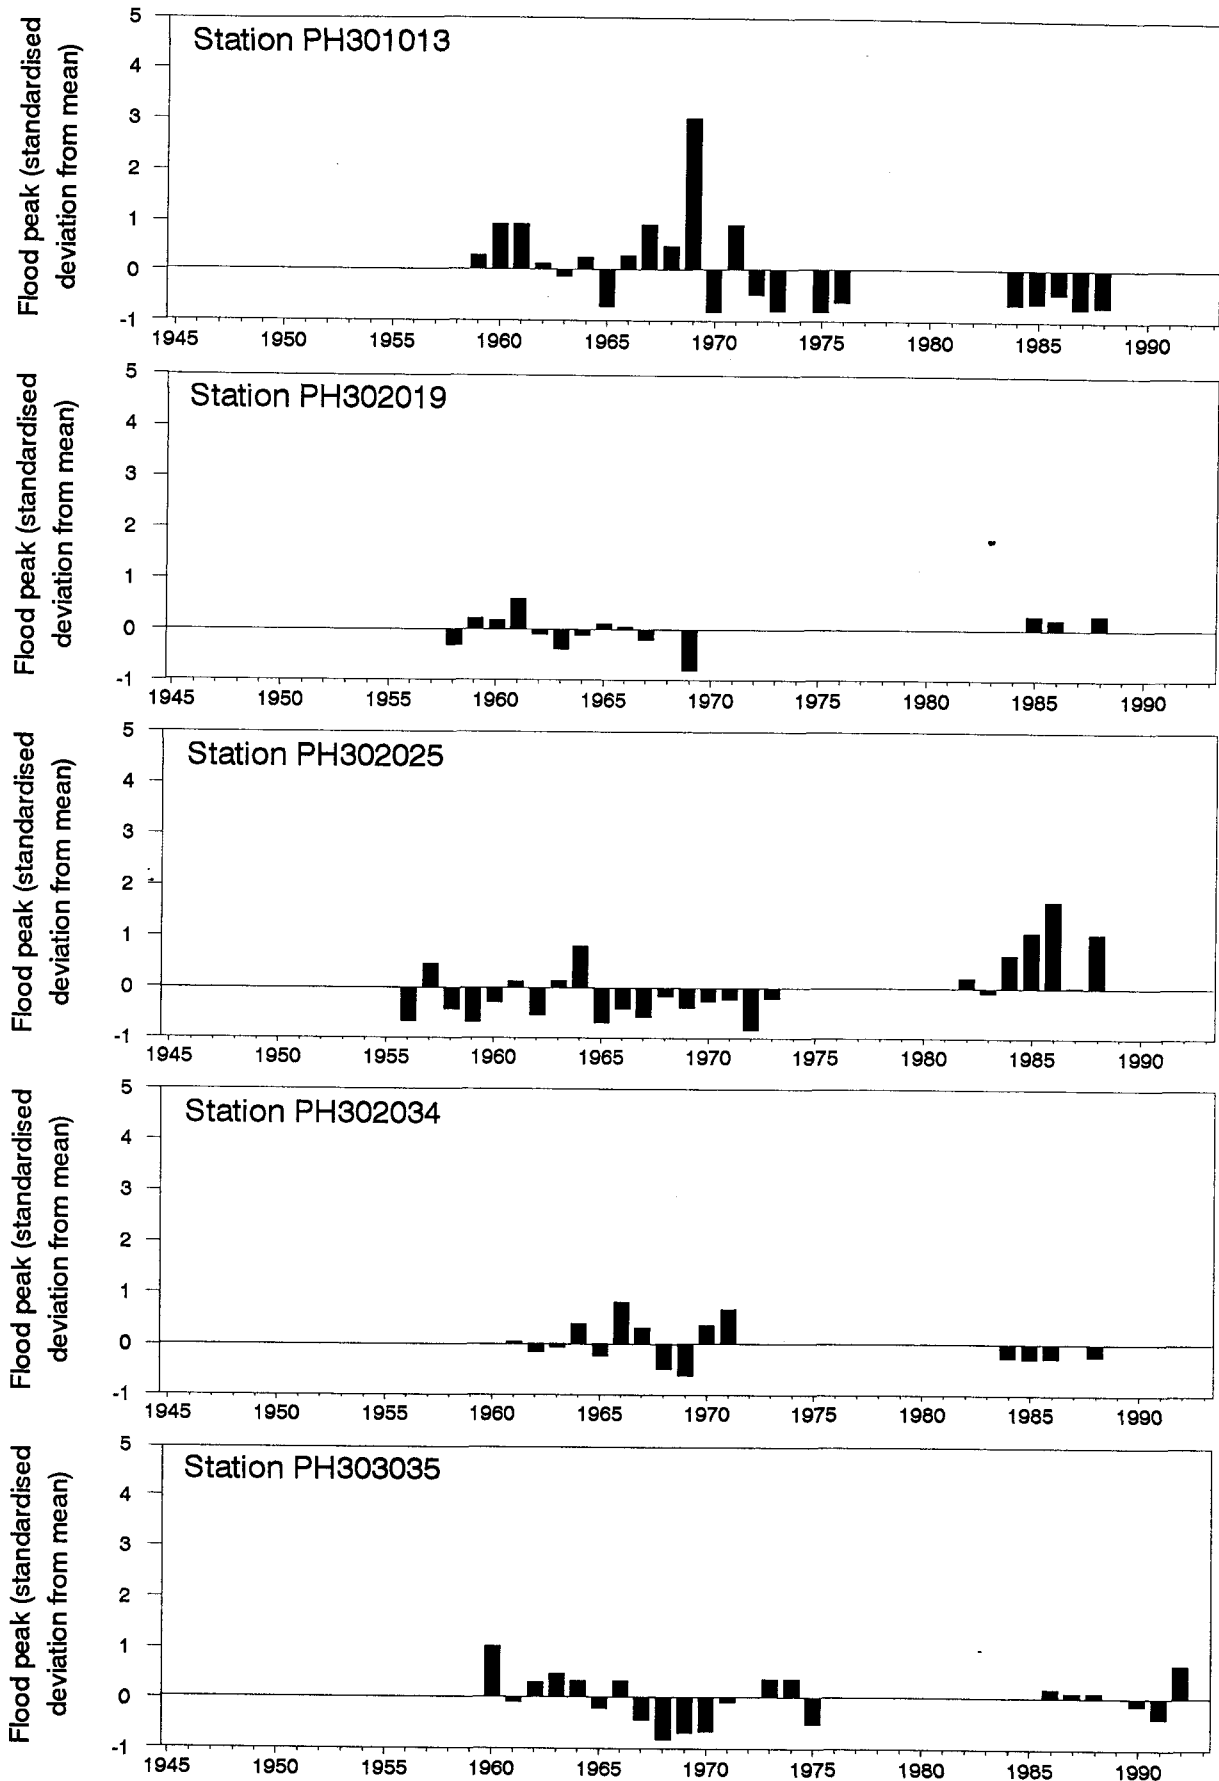 Flood peak (standardised
deviation from mean)
Station PH301013
5
4
3
2
1
0
-1
1945 1950 1955 1960 1965 1970 1975 1980 1985 1990
Flood peak (standardised
deviation from mean)
Station PH302019
5
4
3
2
1
0
-1
1945 1950 1955 1960 1965 1970 1975 1980 1985 1990
Flood peak (standardised
deviation from mean)
Station PH302025
5
4
3
2
1
0
-1
1945 1950 1955 1960 1965 1970 1975 1980 1985 1990
Flood peak (standardised
deviation from mean)
Station PH302034
5
4
3
2
1
0
-1
1945 1950 1955 1960 1965 1970 1975 1980 1985 1990
Flood peak (standardised
deviation from mean)
Station PH303035
5
4
3
2
1
0
-1
1945 1950 1955 1960 1965 1970 1975 1980 1985 1990